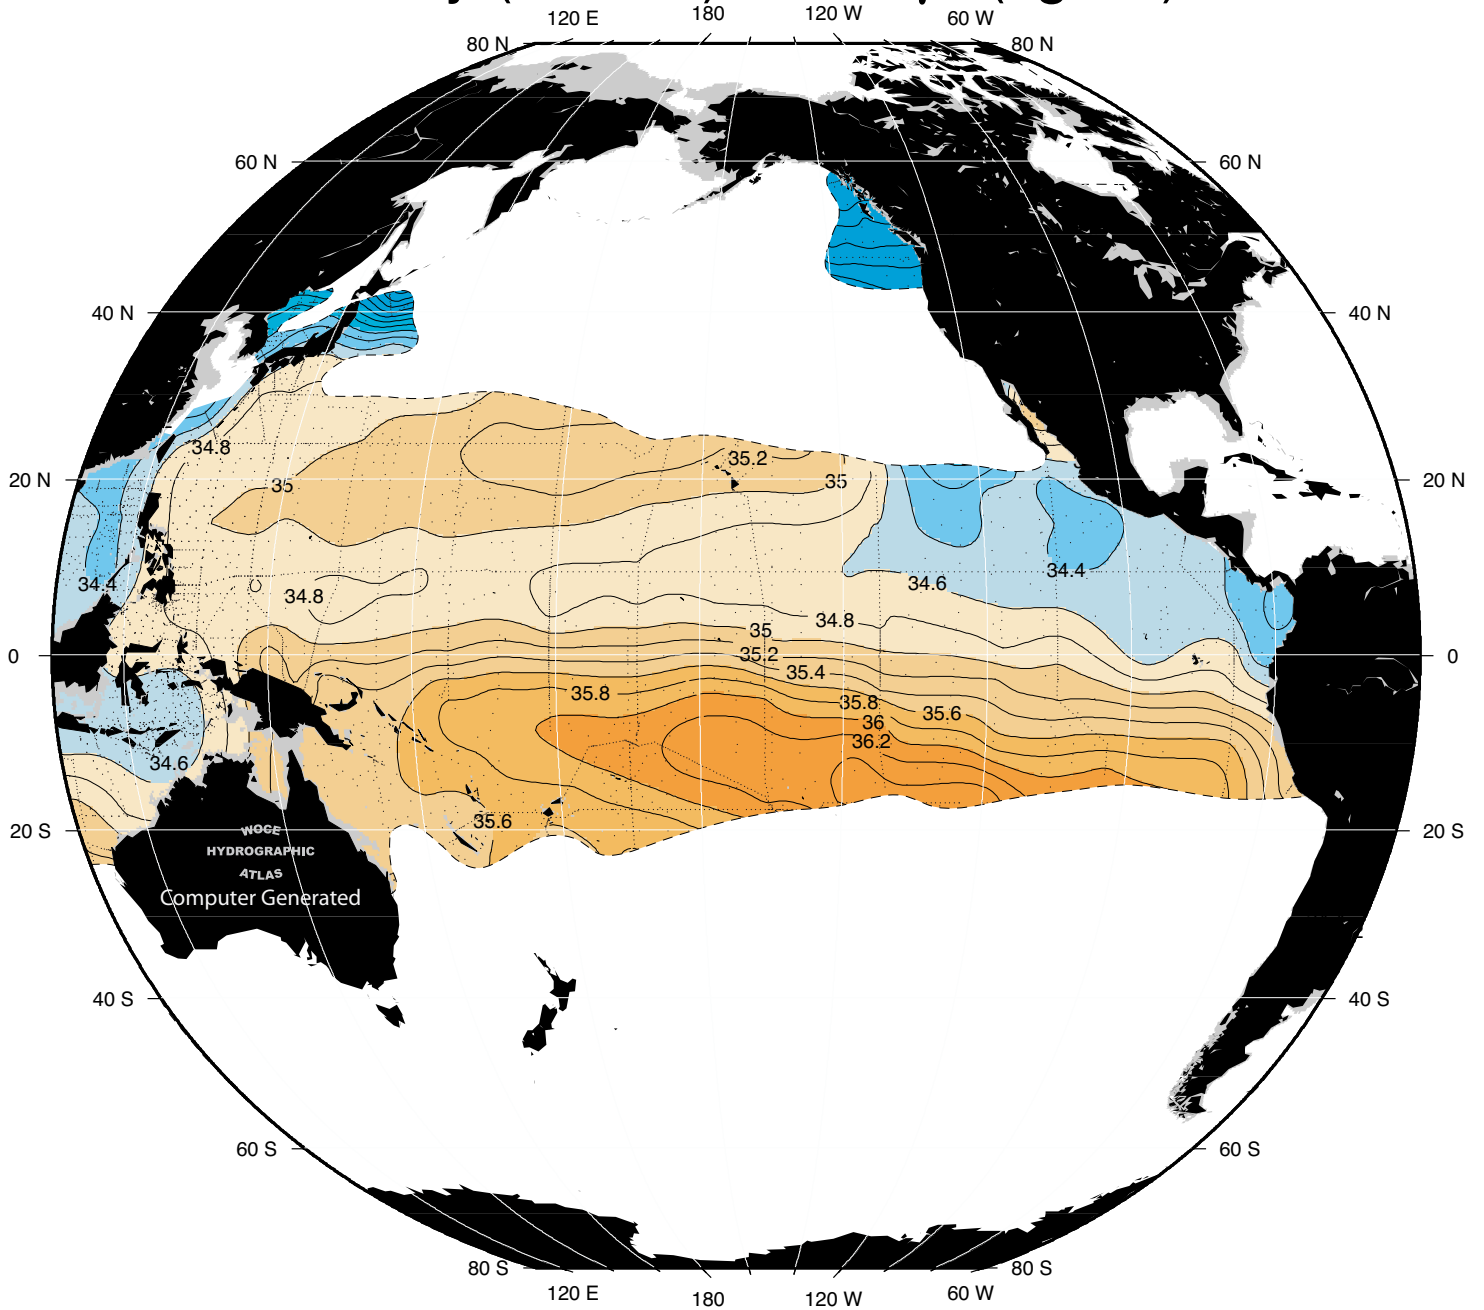 120 E 180 120 W 60 W
80 N 80 N
60 N 60 N
40 N 40 N
34.8
35.2
35
35
20 N 20 N
34.4
34.6
34.4
34.8
34.8
35
35.2
0 0
35.4
35.8
35.8
35.6
36
36.2
34.6
35.6
20 S 20 S
WOCE
HYDROGRAPHIC
ATLAS
Computer Generated
40 S 40 S
60 S 60 S
80 S 80 S
120 E 180 120 W 60 W